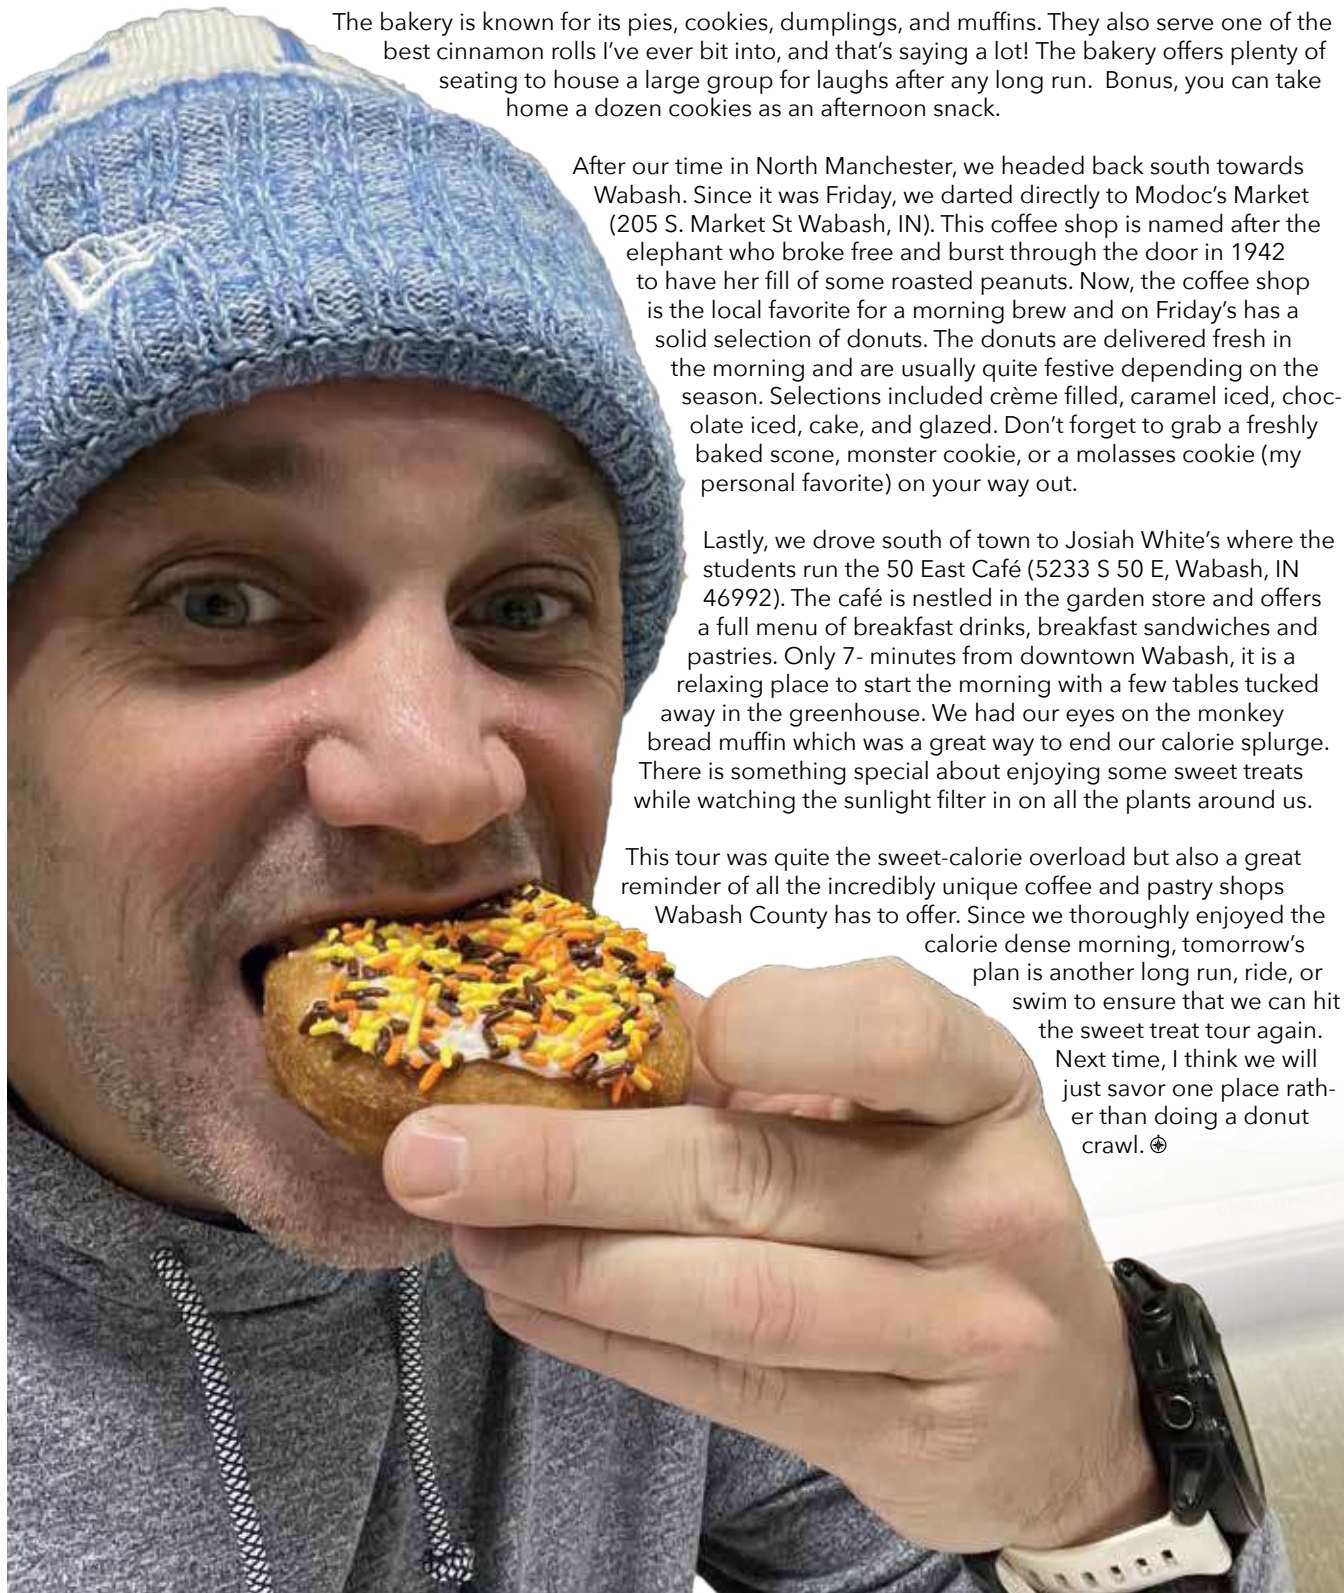 The bakery is known for its pies, cookies, dumplings, and muffins. They also serve one of the
best cinnamon rolls I've ever bit into, and that's saying a lot! The bakery offers plenty of
seating to house a large group for laughs after any long run.  Bonus, you can take
home a dozen cookies as an afternoon snack.
After our time in North Manchester, we headed back south towards
Wabash. Since it was Friday, we darted directly to Modoc's Market
(205 S. Market St Wabash, IN). This coffee shop is named after the
elephant who broke free and burst through the door in 1942
to have her fill of some roasted peanuts. Now, the coffee shop
is the local favorite for a morning brew and on Friday's has a
solid selection of donuts. The donuts are delivered fresh in
the morning and are usually quite festive depending on the
season. Selections included crème filled, caramel iced, choc-
olate iced, cake, and glazed. Don't forget to grab a freshly
baked scone, monster cookie, or a molasses cookie (my
personal favorite) on your way out.
Lastly, we drove south of town to Josiah White's where the
students run the 50 East Café (5233 S 50 E, Wabash, IN
46992). The café is nestled in the garden store and offers
a full menu of breakfast drinks, breakfast sandwiches and
pastries. Only 7- minutes from downtown Wabash, it is a
relaxing place to start the morning with a few tables tucked
away in the greenhouse. We had our eyes on the monkey
bread muffin which was a great way to end our calorie splurge.
There is something special about enjoying some sweet treats
while watching the sunlight filter in on all the plants around us.
This tour was quite the sweet-calorie overload but also a great
reminder of all the incredibly unique coffee and pastry shops
Wabash County has to offer. Since we thoroughly enjoyed the
calorie dense morning, tomorrow's
plan is another long run, ride, or
swim to ensure that we can hit
the sweet treat tour again.
Next time, I think we will
just savor one place rath-
er than doing a donut
crawl.